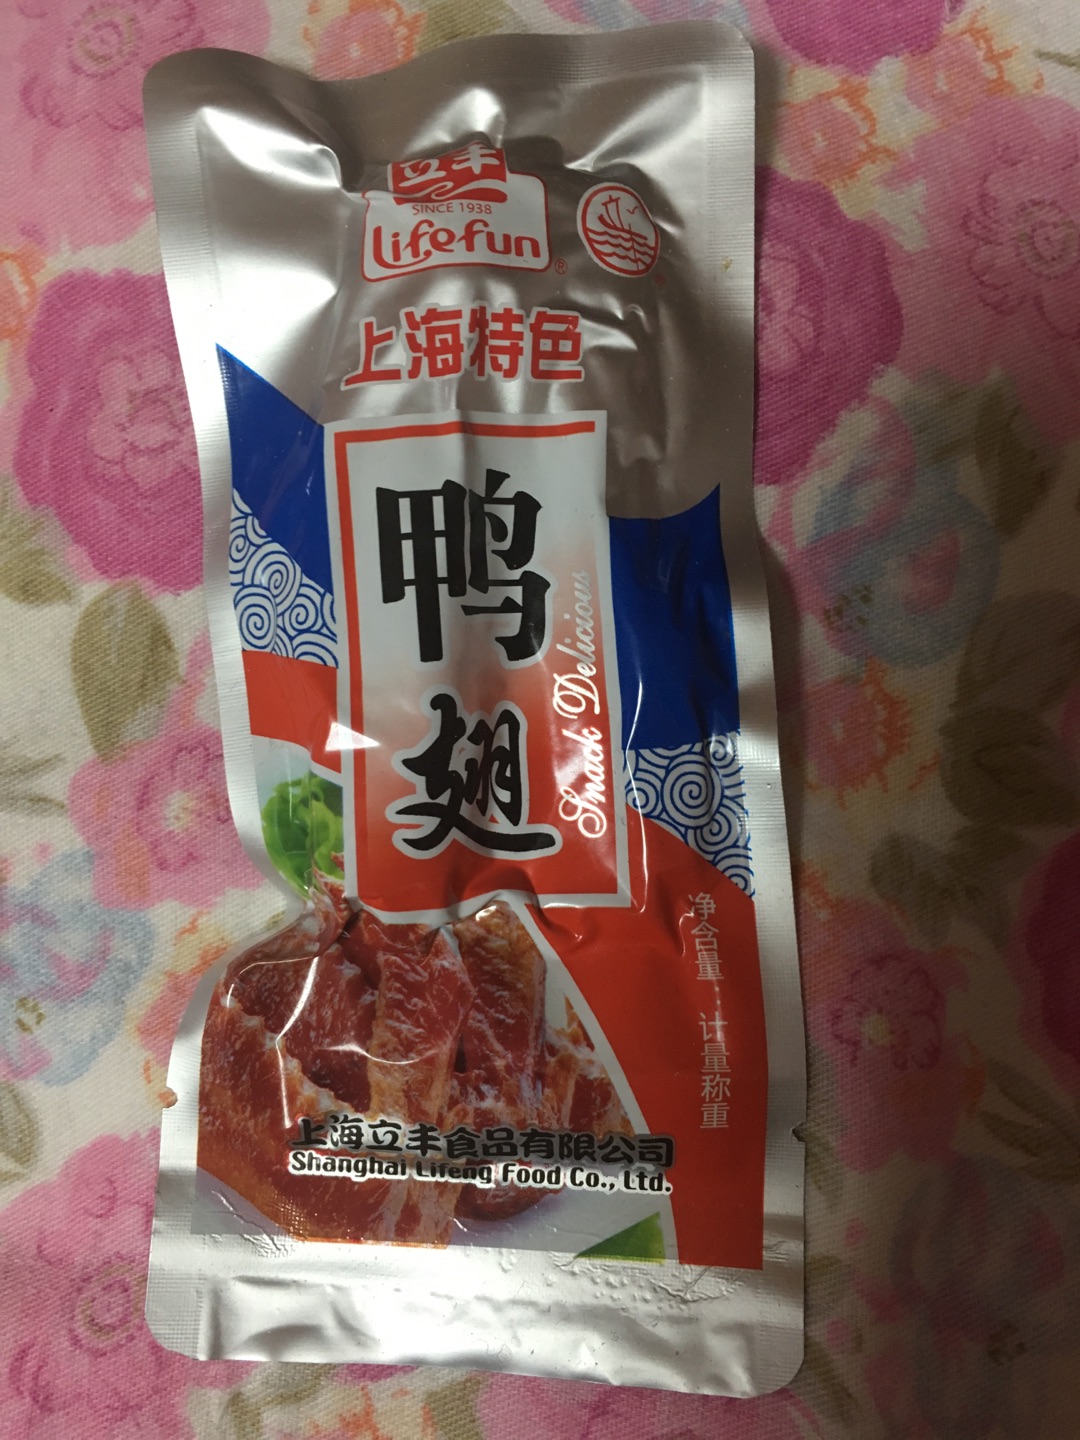 立丰
SINCE 1938
Lifefun
®
上海特色
鸭翅
Snack Delicious
净含量:计量称重
上海立丰食品有限公司
Shanghai Lifeng Food Co., Ltd.